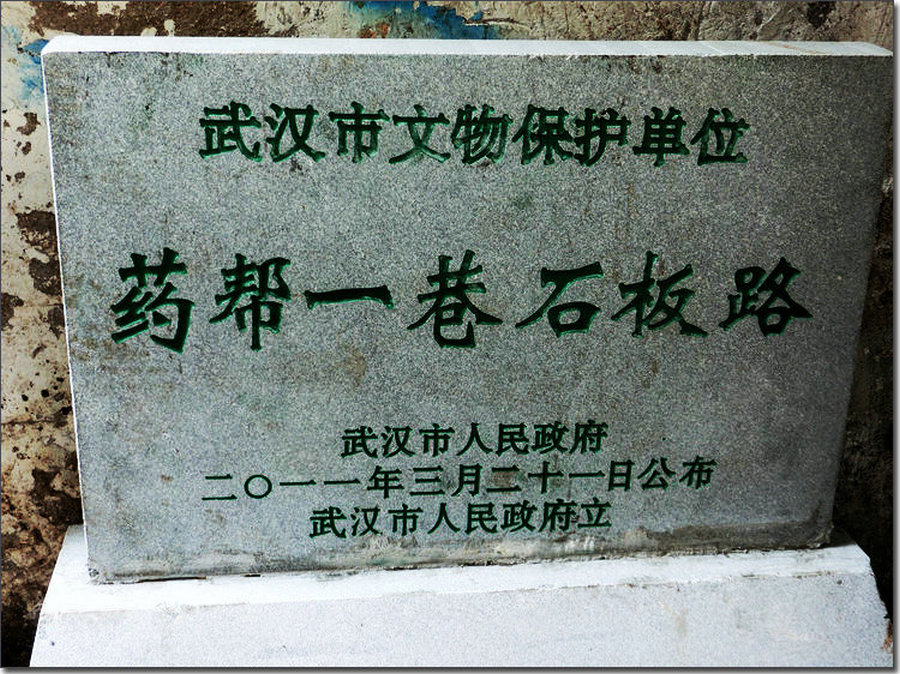 武汉市文物保护单位
药帮一巷石板路
武汉市人民政府
二〇一一年三月二十一日公布
武汉市人民政府立